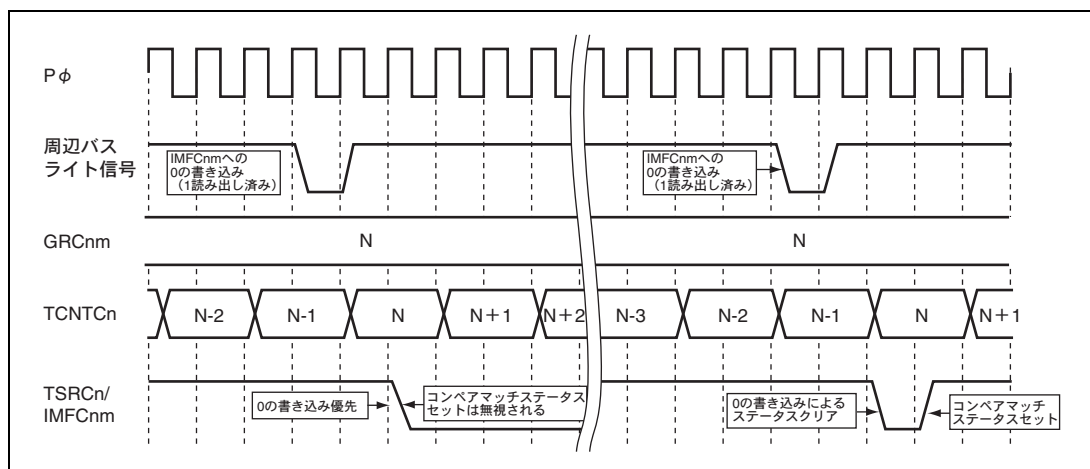 Pφ
周辺バス
ライト信号
IMFCnmへの
0の書き込み
(1読み出し済み)
IMFCnmへの
0の書き込み
(1読み出し済み)
GRCnm
N
N
TCNTCn
N-2
N-1
N
N+1
N+2
N-3
N-2
N-1
N
N+1
TSRCn/
IMFCnm
0の書き込み優先
コンペアマッチステータス
セットは無視される
0の書き込みによる
ステータスクリア
コンペアマッチ
ステータスセット